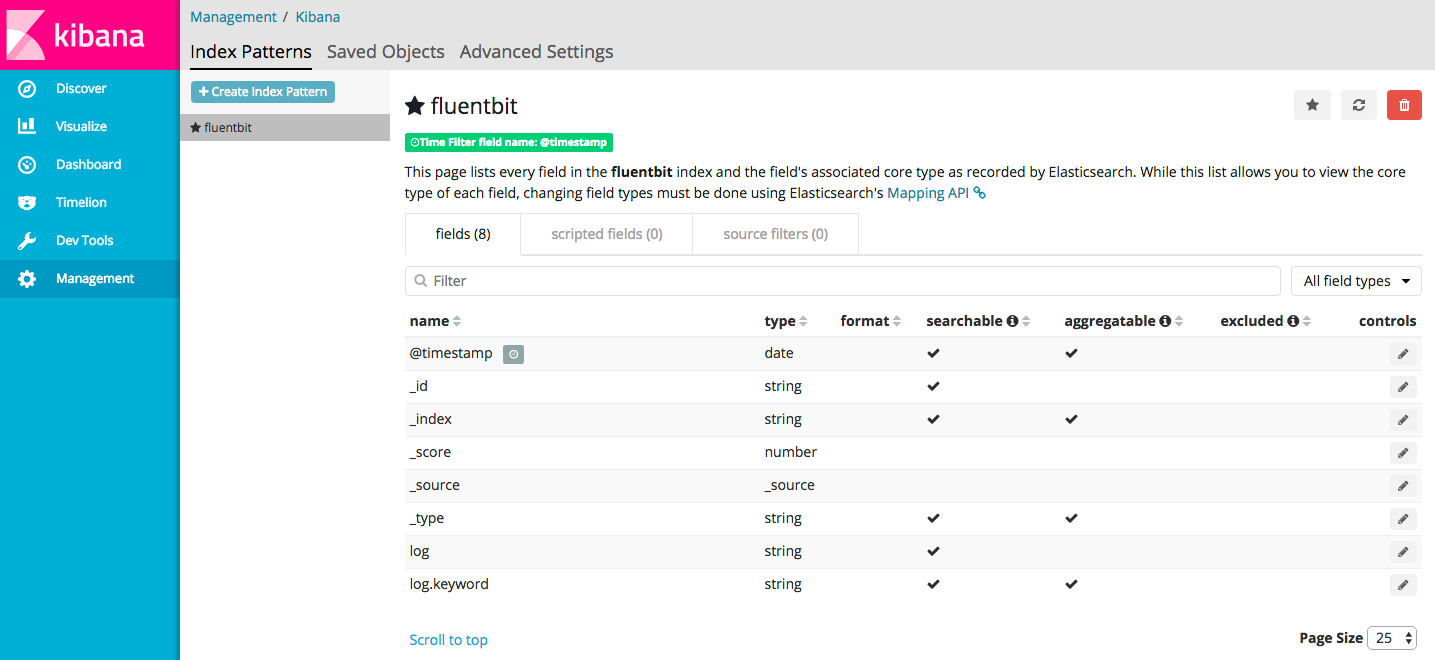 kibana
Discover
Visualize
Dashboard
Timelion
Dev Tools
Management
Management / Kibana
Index Patterns Saved Objects Advanced Settings
Create Index Pattern
fluentbit
fluentbit
Time Filter field name: @timestamp
This page lists every field in the fluentbit index and the field's associated core type as recorded by Elasticsearch. While this list allows you to view the core
type of each field, changing field types must be done using Elasticsearch's Mapping API
fields (8) scripted fields (0) source filters (0)
Filter All field types
name type format searchable aggregatable excluded controls
@timestamp date
_id string
_index string
_score number
_source _source
_type string
log string
log.keyword string
Scroll to top Page Size 25